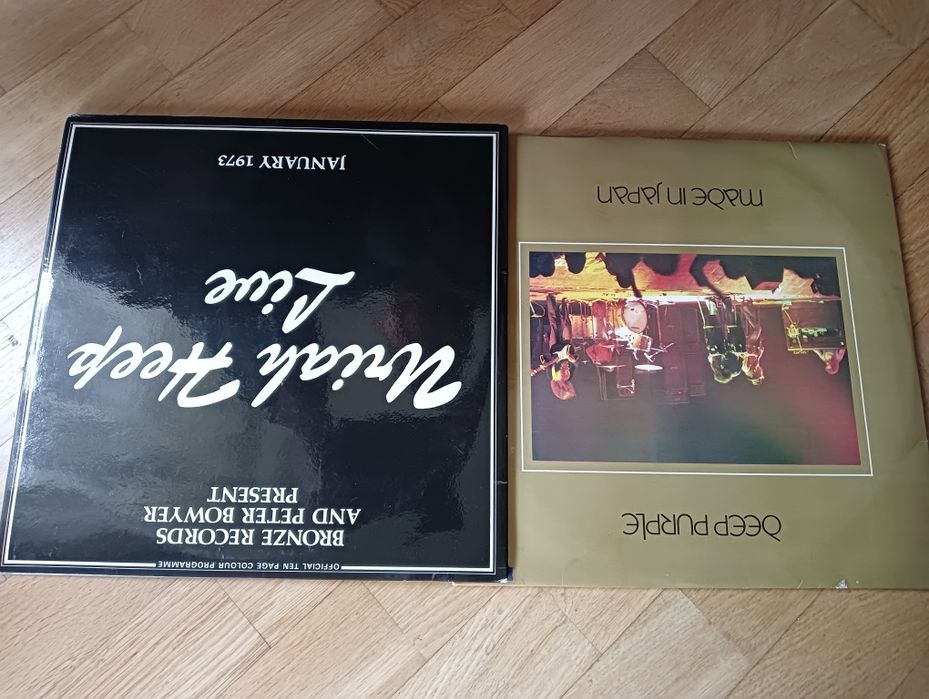 OFFICIAL TEN PAGE COLOUR PROGRAMME
BRONZE RECORDS
AND PETER BOWYER
PRESENT
Uriah Heep
Live
JANUARY 1973
DEEP PURPLE
MADE IN JAPAN